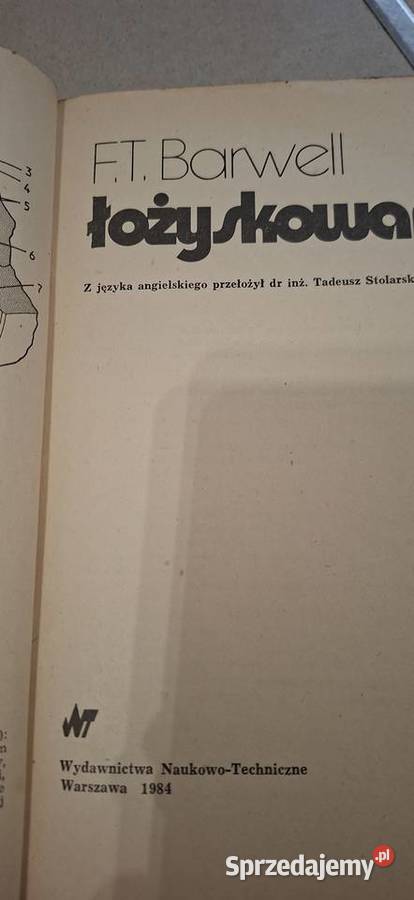 3
4
5
6
7
F.T. Barwell
łożyskowa
Z języka angielskiego przełożył dr inż. Tadeusz Stolarsk
WT
Wydawnictwa Naukowo-Techniczne
Warszawa 1984
Sprzedajemy.pl